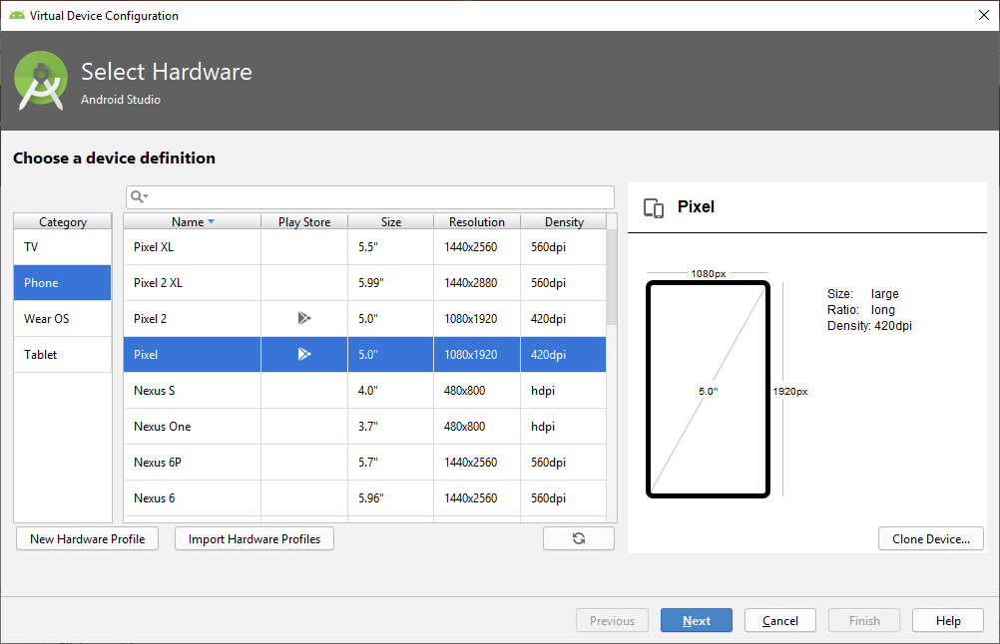 Virtual Device Configuration
Select Hardware
Android Studio
Choose a device definition
Category
TV
Phone
Wear OS
Tablet
Name Play Store Size Resolution Density
Pixel XL 5.5" 1440x2560 560dpi
Pixel 2 XL 5.99" 1440x2880 560dpi
Pixel 2 5.0" 1080x1920 420dpi
Pixel 5.0" 1080x1920 420dpi
Nexus S 4.0" 480x800 hdpi
Nexus One 3.7" 480x800 hdpi
Nexus 6P 5.7" 1440x2560 560dpi
Nexus 6 5.96" 1440x2560 560dpi
New Hardware Profile Import Hardware Profiles
Pixel
1080px
5.0"
1920px
Size: large
Ratio: long
Density: 420dpi
Clone Device...
Previous Next Cancel Finish Help